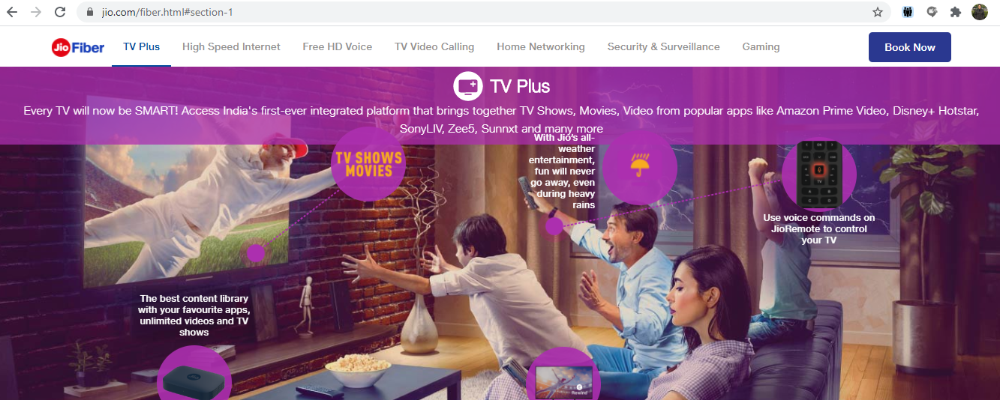 jio.com/fiber.html#section-1
Jio Fiber TV Plus High Speed Internet Free HD Voice TV Video Calling Home Networking Security & Surveillance Gaming Book Now
TV Plus
Every TV will now be SMART! Access India's first-ever integrated platform that brings together TV Shows, Movies, Video from popular apps like Amazon Prime Video, Disney+ Hotstar,
SonyLIV, Zee5, Sunnxt and many more
TV SHOWS
MOVIES
With Jio's all-
weather
entertainment,
fun will never
go away, even
during heavy
rains
OK
TV
A B
C D
Use voice commands on
JioRemote to control
your TV
The best content library
with your favourite apps,
unlimited videos and TV
shows
Rewind